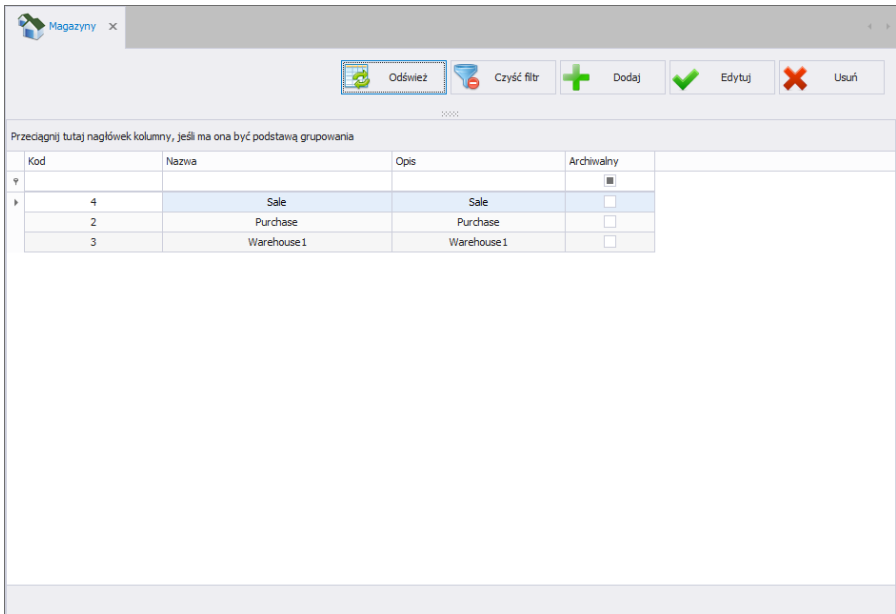 Magazyny
Odśwież Czyść filtr Dodaj Edytuj Usuń
Przeciągnij tutaj nagłówek kolumny, jeśli ma ona być podstawą grupowania
Kod Nazwa Opis Archiwalny
4 Sale Sale
2 Purchase Purchase
3 Warehouse1 Warehouse1